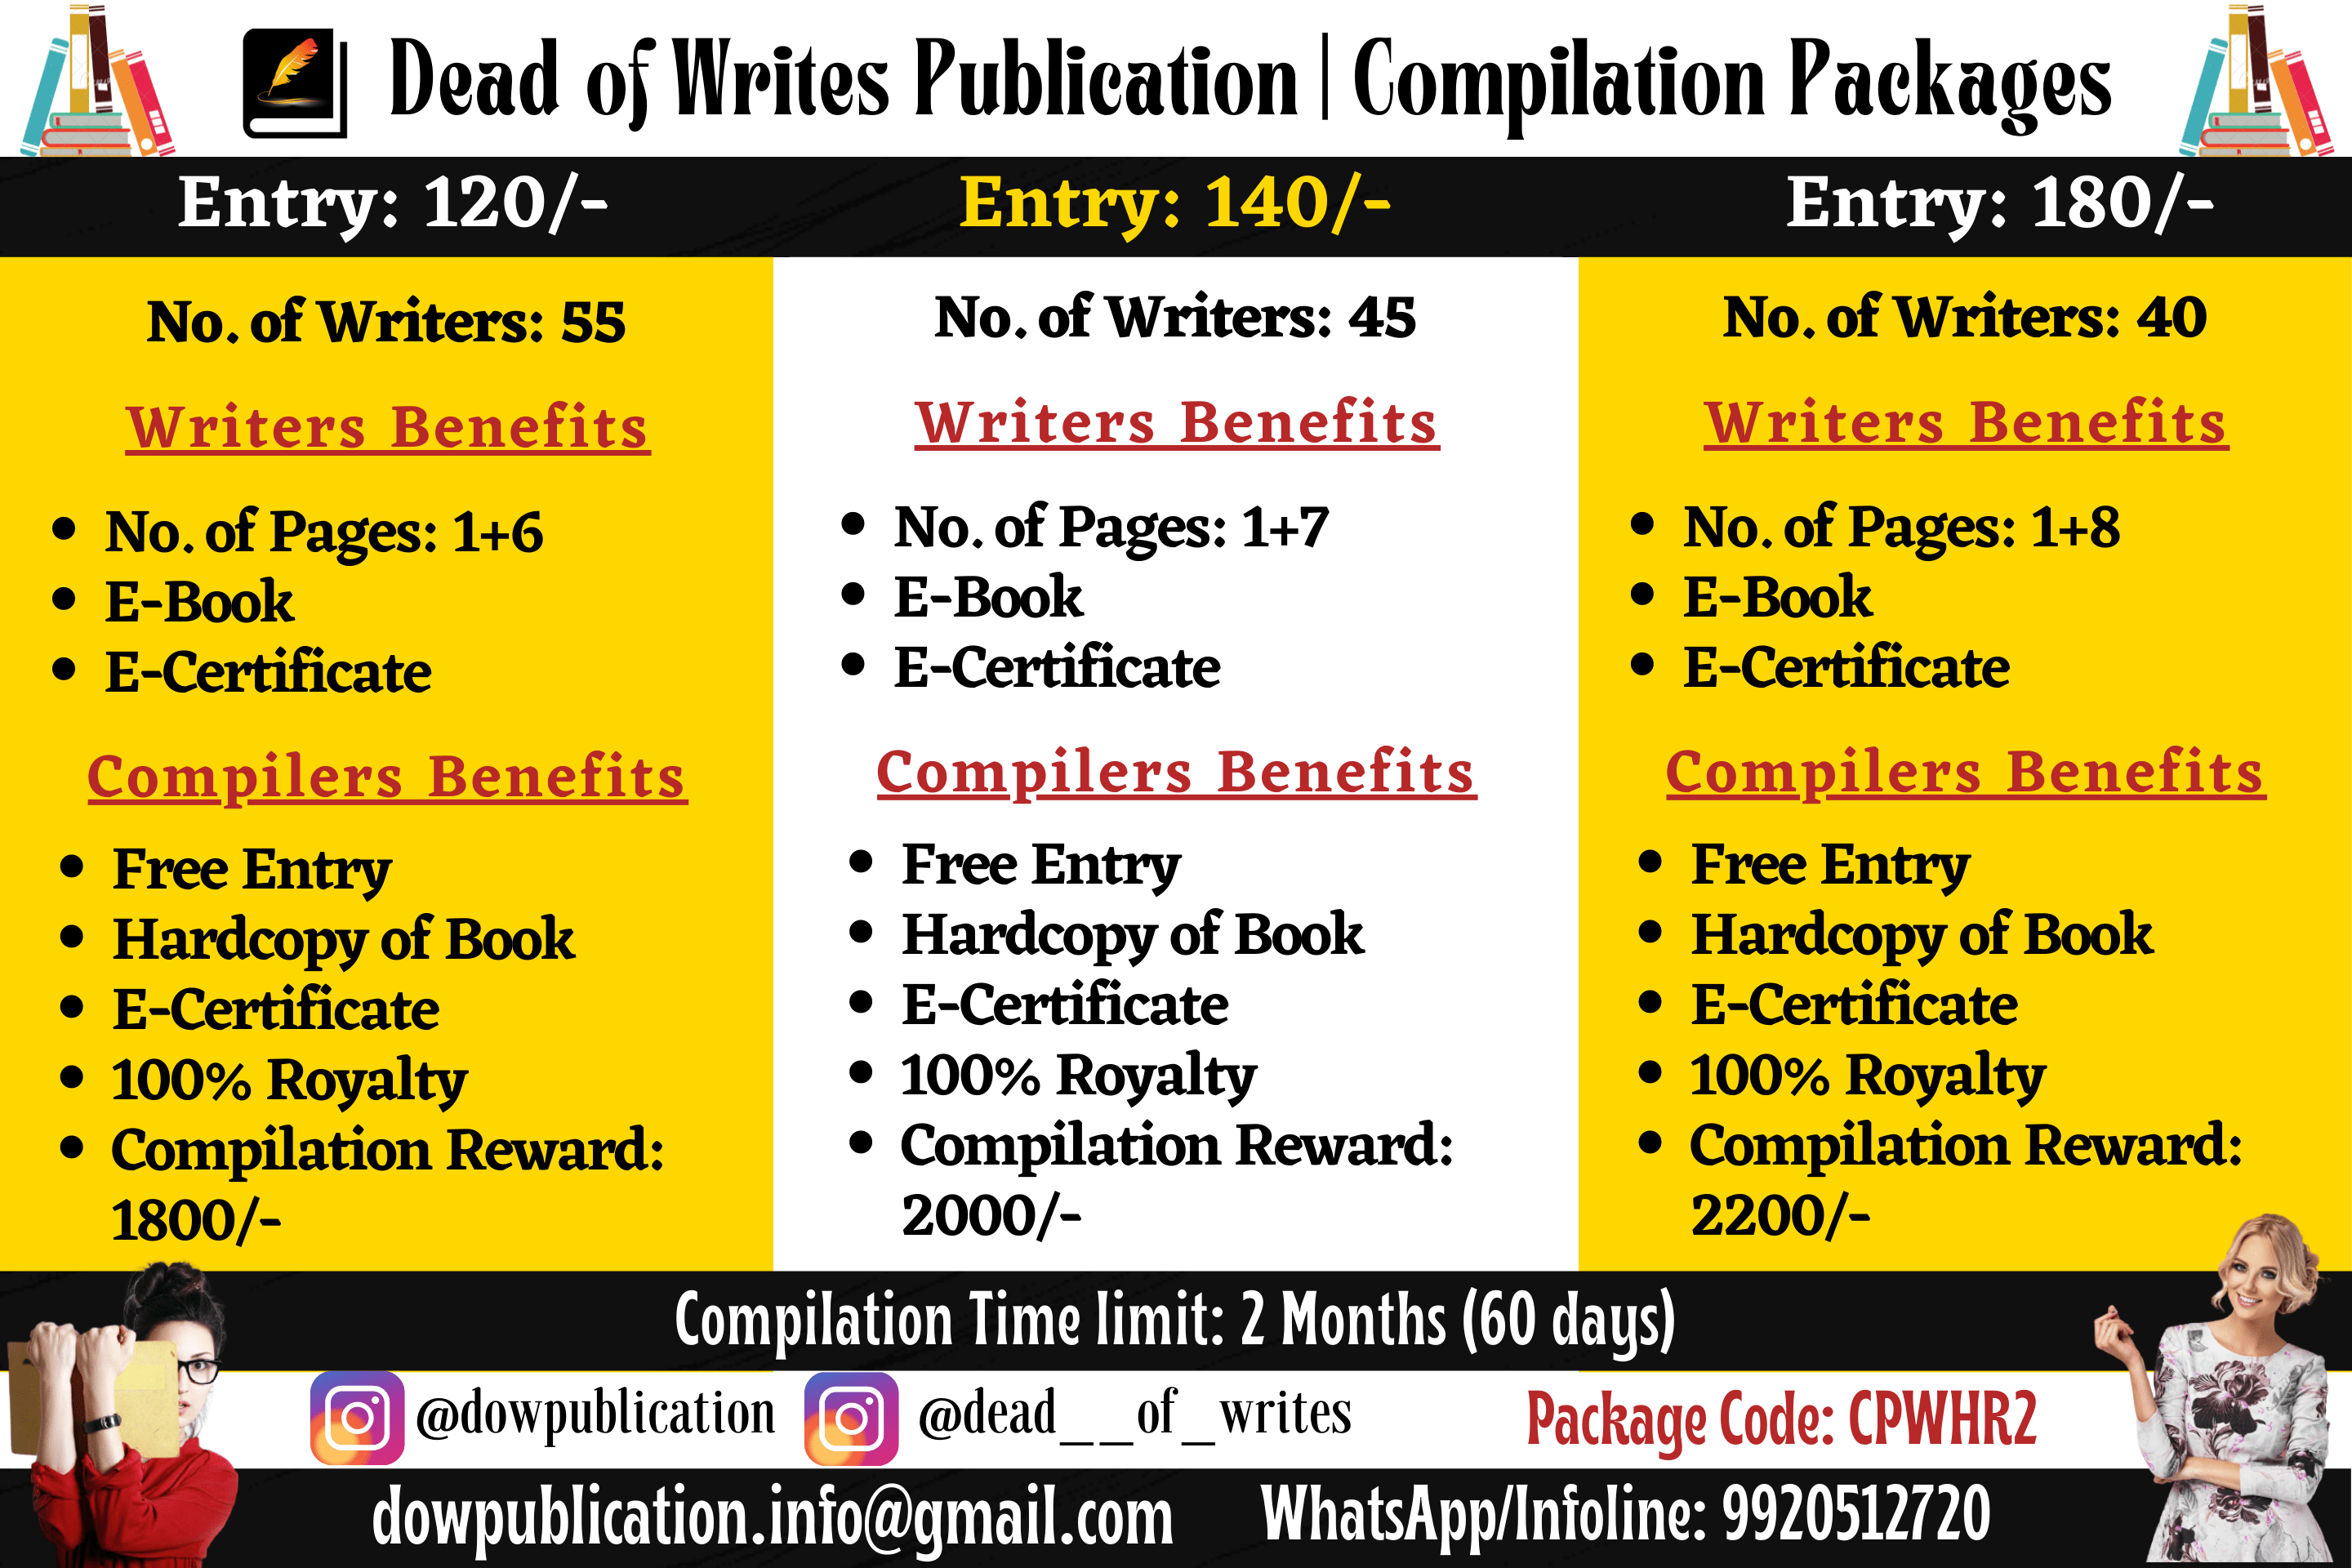 Dead of Writes Publication | Compilation Packages
Entry: 120/-
No. of Writers: 55
Writers Benefits
No. of Pages: 1+6
E-Book
E-Certificate
Compilers Benefits
Free Entry
Hardcopy of Book
E-Certificate
100% Royalty
Compilation Reward:
1800/-
Entry: 140/-
No. of Writers: 45
Writers Benefits
No. of Pages: 1+7
E-Book
E-Certificate
Compilers Benefits
Free Entry
Hardcopy of Book
E-Certificate
100% Royalty
Compilation Reward:
2000/-
Entry: 180/-
No. of Writers: 40
Writers Benefits
No. of Pages: 1+8
E-Book
E-Certificate
Compilers Benefits
Free Entry
Hardcopy of Book
E-Certificate
100% Royalty
Compilation Reward:
2200/-
Compilation Time limit: 2 Months (60 days)
@dowpublication @dead__of_writes Package Code: CPWHR2
dowpublication.info@gmail.com WhatsApp/Infoline: 9920512720